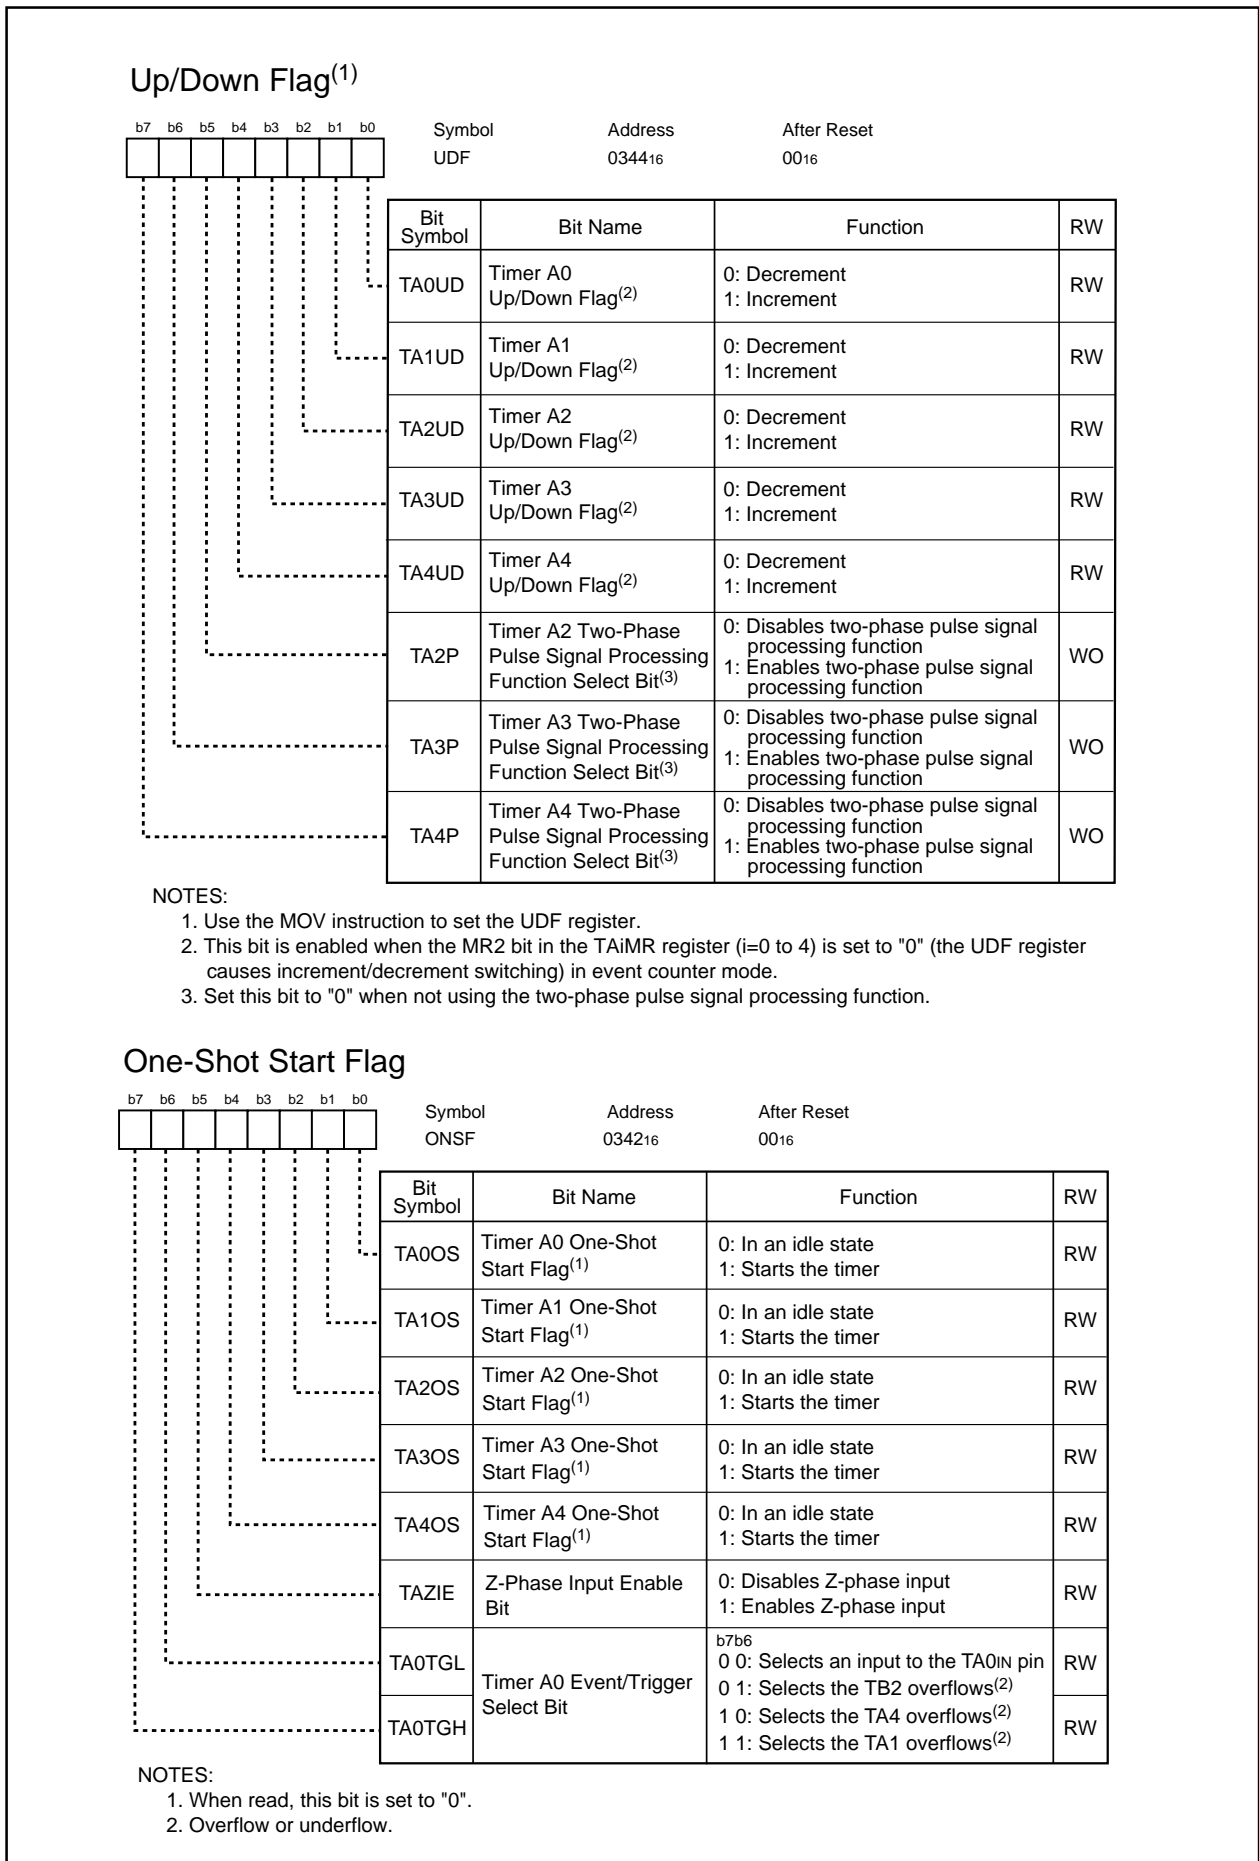 Up/Down Flag(1)
b7 b6 b5 b4 b3 b2 b1 b0
Symbol Address After Reset
UDF 034416 0016
Bit Symbol Bit Name Function RW
TA0UD Timer A0 Up/Down Flag(2) 0: Decrement 1: Increment RW
TA1UD Timer A1 Up/Down Flag(2) 0: Decrement 1: Increment RW
TA2UD Timer A2 Up/Down Flag(2) 0: Decrement 1: Increment RW
TA3UD Timer A3 Up/Down Flag(2) 0: Decrement 1: Increment RW
TA4UD Timer A4 Up/Down Flag(2) 0: Decrement 1: Increment RW
TA2P Timer A2 Two-Phase Pulse Signal Processing Function Select Bit(3) 0: Disables two-phase pulse signal processing function 1: Enables two-phase pulse signal processing function WO
TA3P Timer A3 Two-Phase Pulse Signal Processing Function Select Bit(3) 0: Disables two-phase pulse signal processing function 1: Enables two-phase pulse signal processing function WO
TA4P Timer A4 Two-Phase Pulse Signal Processing Function Select Bit(3) 0: Disables two-phase pulse signal processing function 1: Enables two-phase pulse signal processing function WO
NOTES:
1. Use the MOV instruction to set the UDF register.
2. This bit is enabled when the MR2 bit in the TAiMR register (i=0 to 4) is set to "0" (the UDF register
causes increment/decrement switching) in event counter mode.
3. Set this bit to "0" when not using the two-phase pulse signal processing function.
One-Shot Start Flag
b7 b6 b5 b4 b3 b2 b1 b0
Symbol Address After Reset
ONSF 034216 0016
Bit Symbol Bit Name Function RW
TA0OS Timer A0 One-Shot Start Flag(1) 0: In an idle state 1: Starts the timer RW
TA1OS Timer A1 One-Shot Start Flag(1) 0: In an idle state 1: Starts the timer RW
TA2OS Timer A2 One-Shot Start Flag(1) 0: In an idle state 1: Starts the timer RW
TA3OS Timer A3 One-Shot Start Flag(1) 0: In an idle state 1: Starts the timer RW
TA4OS Timer A4 One-Shot Start Flag(1) 0: In an idle state 1: Starts the timer RW
TAZIE Z-Phase Input Enable Bit 0: Disables Z-phase input 1: Enables Z-phase input RW
b7b6
TA0TGL Timer A0 Event/Trigger Select Bit 0 0: Selects an input to the TA0IN pin RW
0 1: Selects the TB2 overflows(2)
TA0TGH 1 0: Selects the TA4 overflows(2) RW
1 1: Selects the TA1 overflows(2)
NOTES:
1. When read, this bit is set to "0".
2. Overflow or underflow.